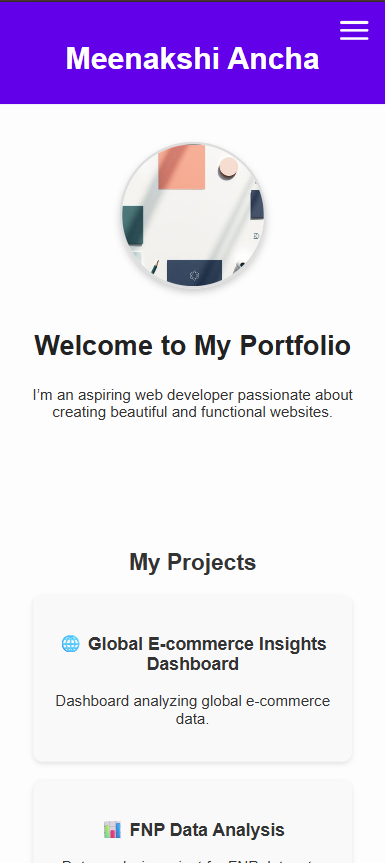 Meenakshi Ancha
Welcome to My Portfolio
I'm an aspiring web developer passionate about
creating beautiful and functional websites.
My Projects
🌐 Global E-commerce Insights
Dashboard
Dashboard analyzing global e-commerce
data.
📊 FNP Data Analysis